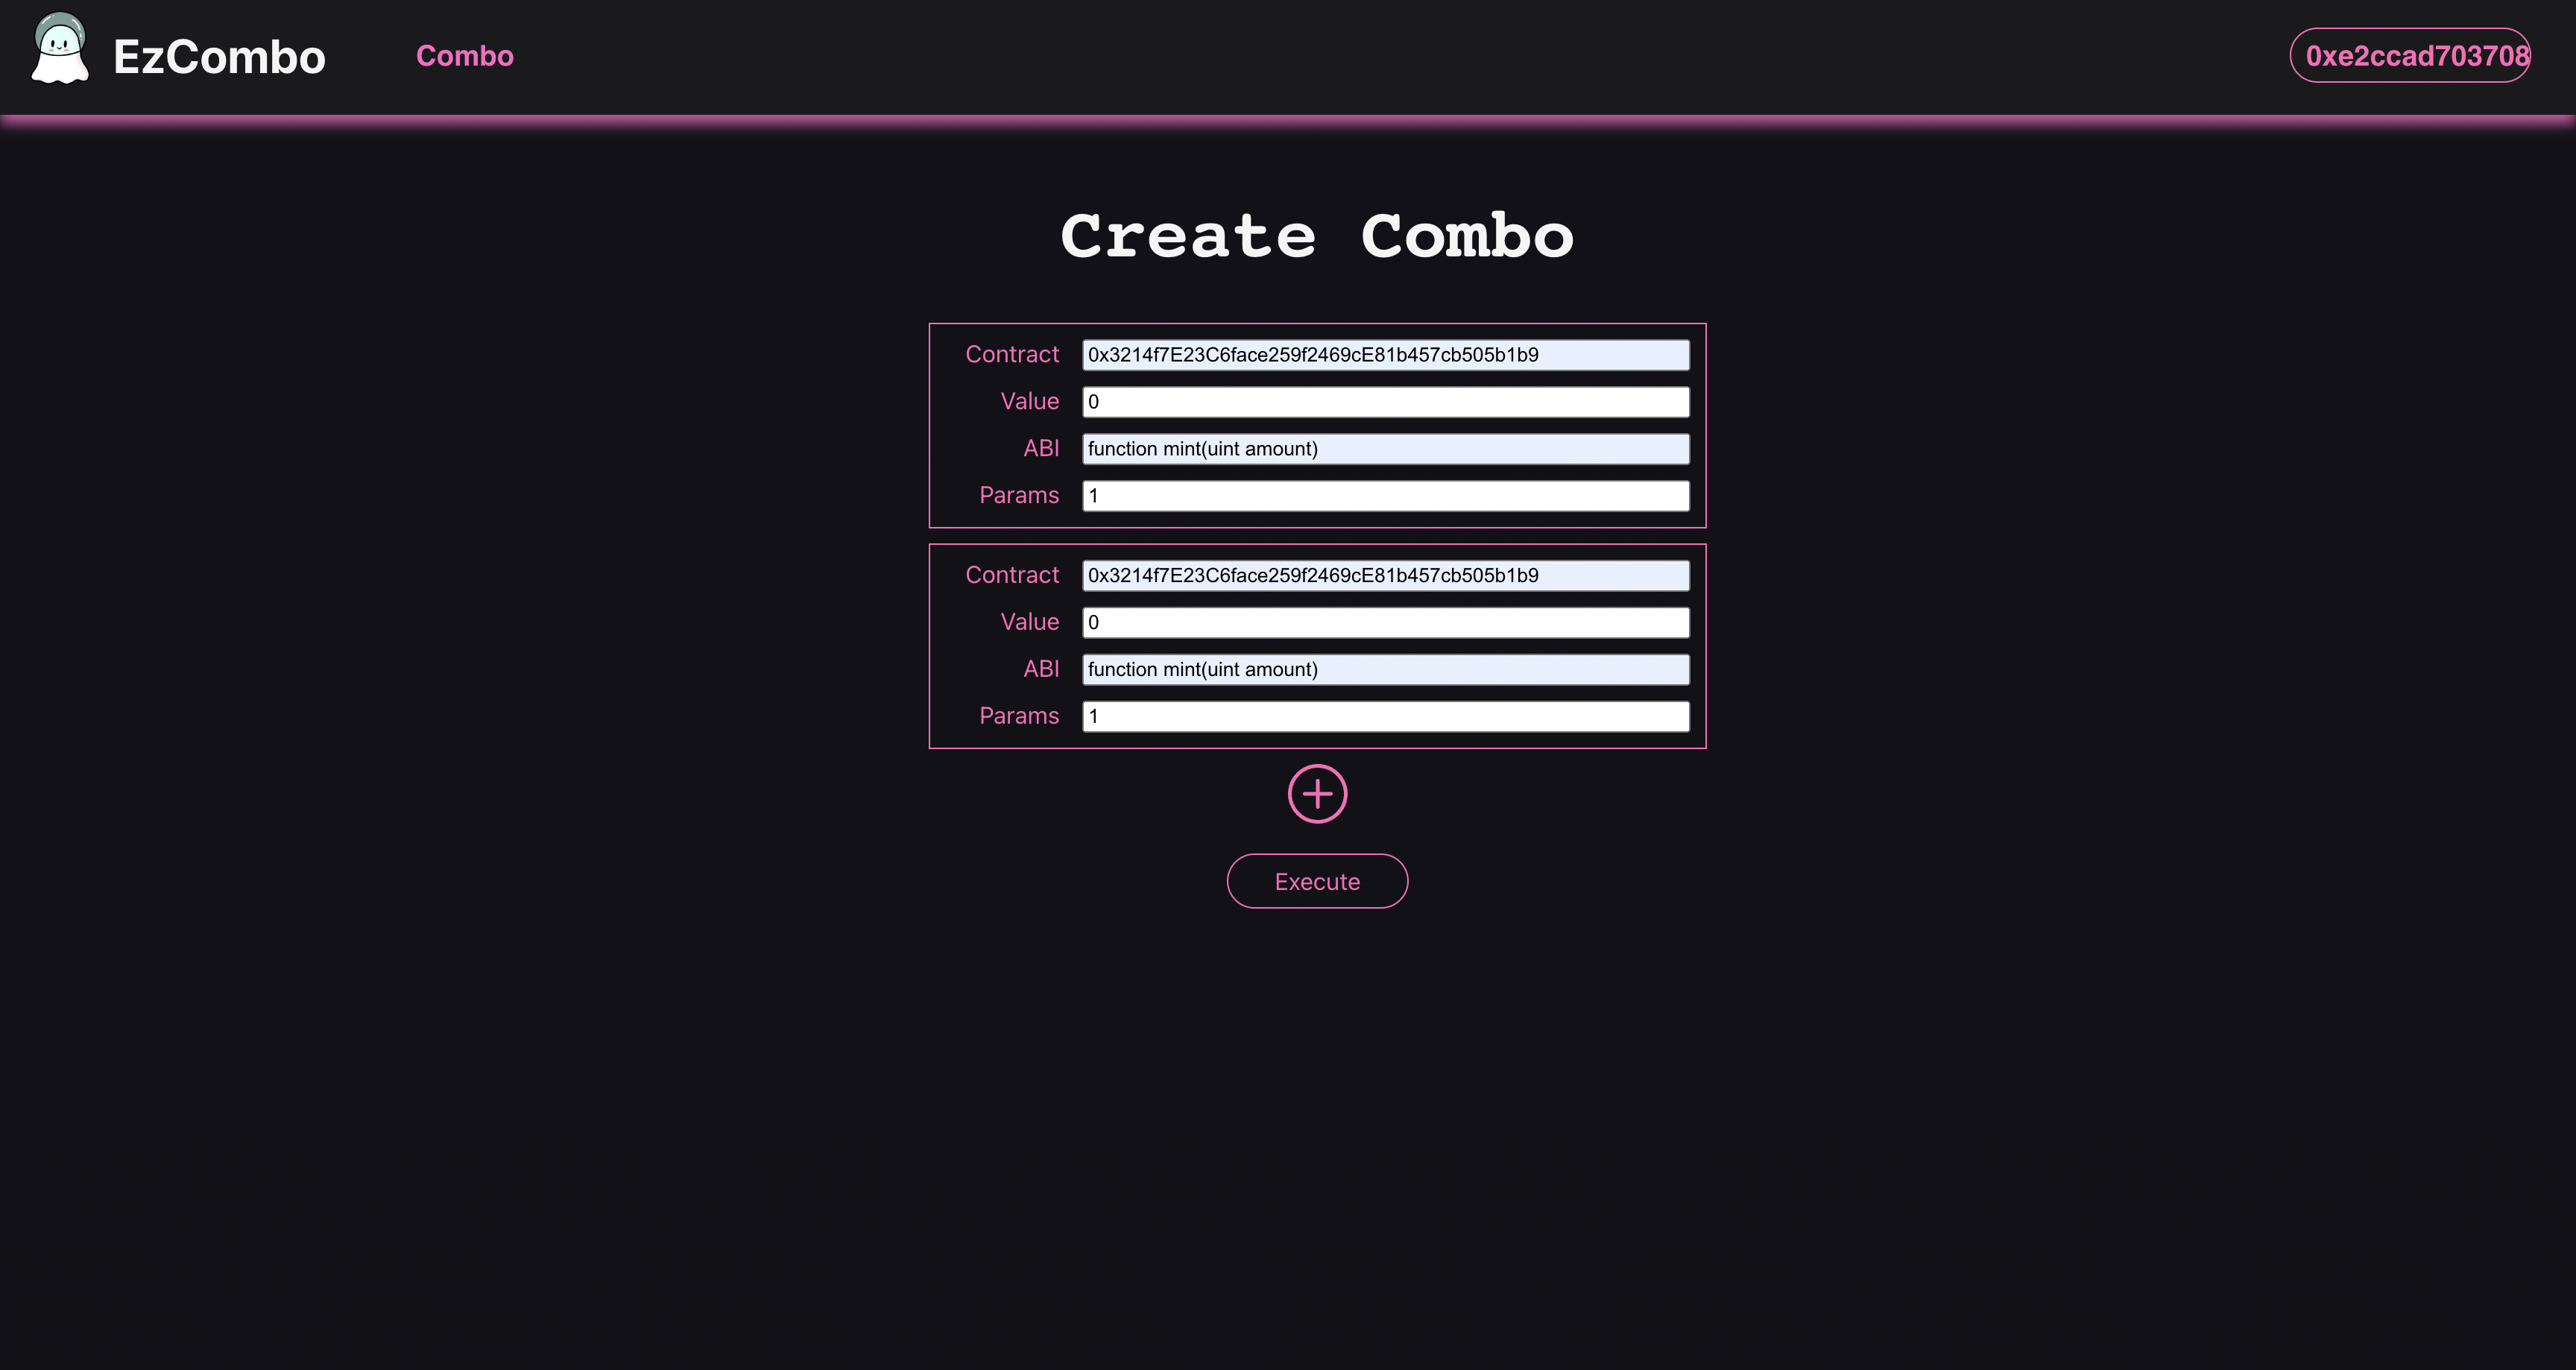 EzCombo
Combo
0xe2ccad703708
Create Combo
Contract 0x3214f7E23C6face259f2469cE81b457cb505b1b9
Value 0
ABI function mint(uint amount)
Params 1
Contract 0x3214f7E23C6face259f2469cE81b457cb505b1b9
Value 0
ABI function mint(uint amount)
Params 1
Execute